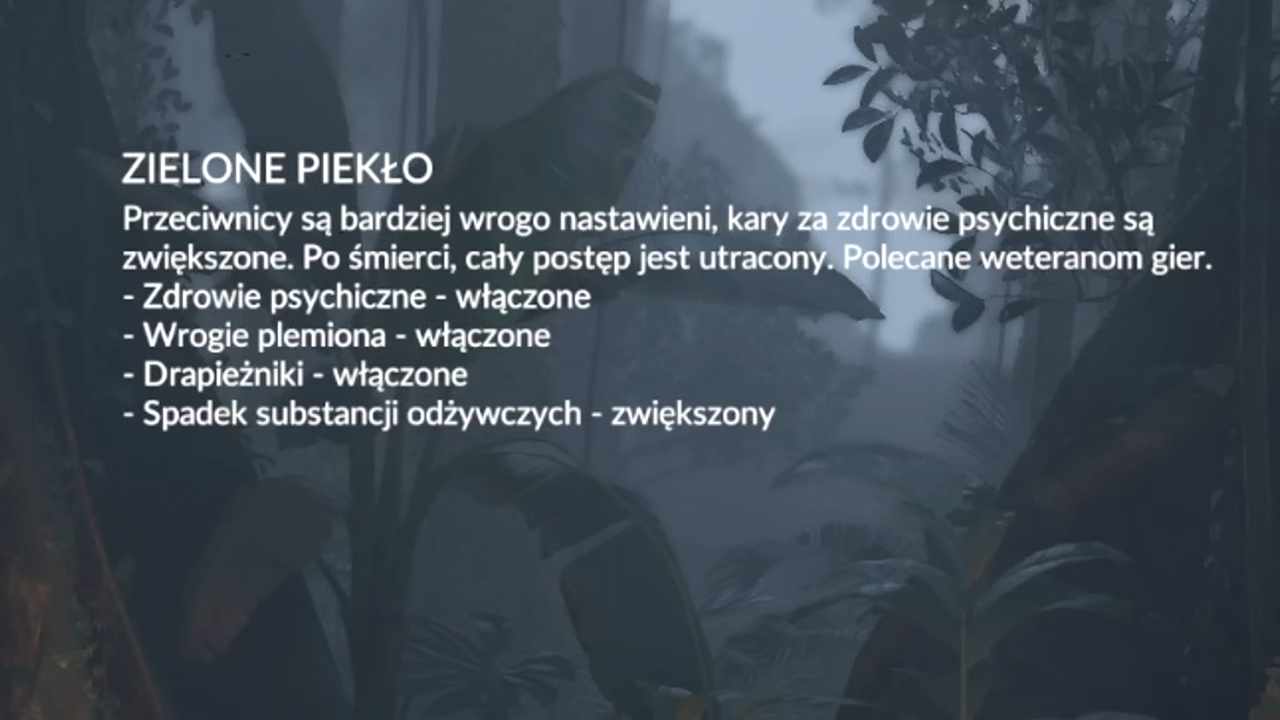 ZIELONE PIEKŁO
Przeciwnicy są bardziej wrogo nastawieni, kary za zdrowie psychiczne są
zwiększone. Po śmierci, cały postęp jest utracony. Polecane weteranom gier.
- Zdrowie psychiczne - włączone
- Wrogie plemiona - włączone
- Drapieżniki - włączone
- Spadek substancji odżywczych - zwiększony